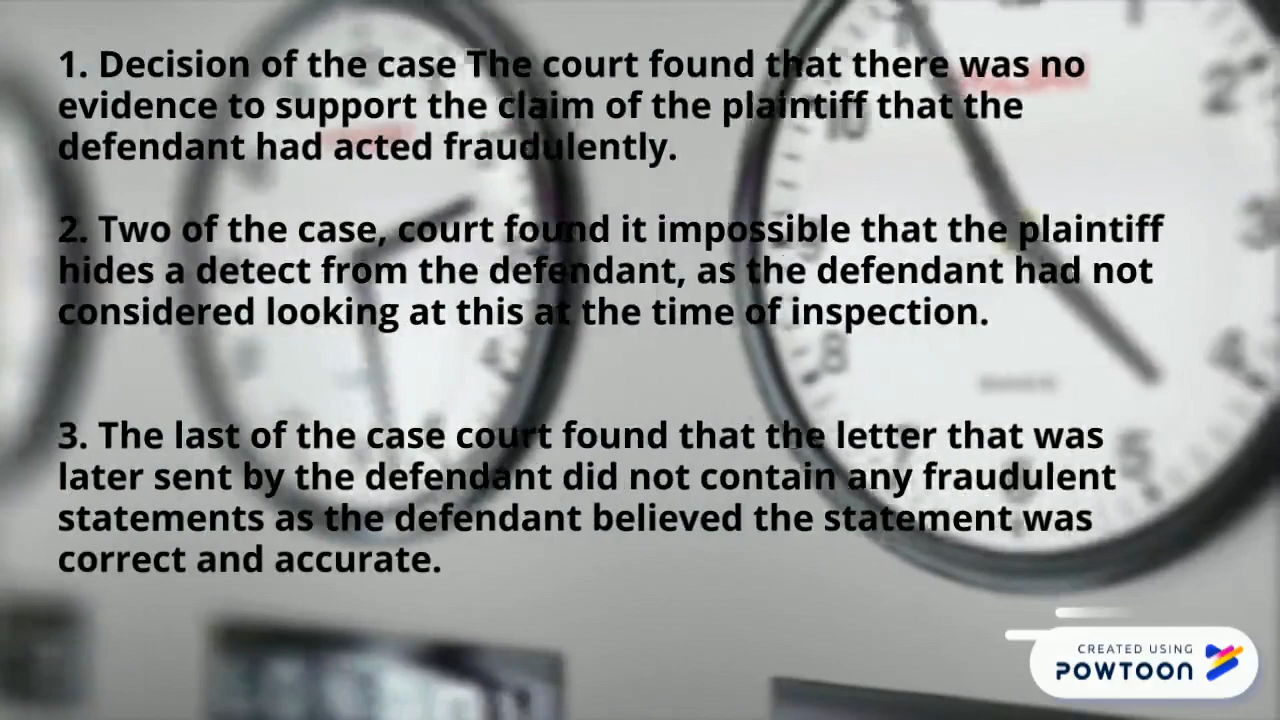 1. Decision of the case The court found that there was no
evidence to support the claim of the plaintiff that the
defendant had acted fraudulently.
2. Two of the case, court found it impossible that the plaintiff
hides a detect from the defendant, as the defendant had not
considered looking at this at the time of inspection.
3. The last of the case court found that the letter that was
later sent by the defendant did not contain any fraudulent
statements as the defendant believed the statement was
correct and accurate.
CREATED USING
POWTOON